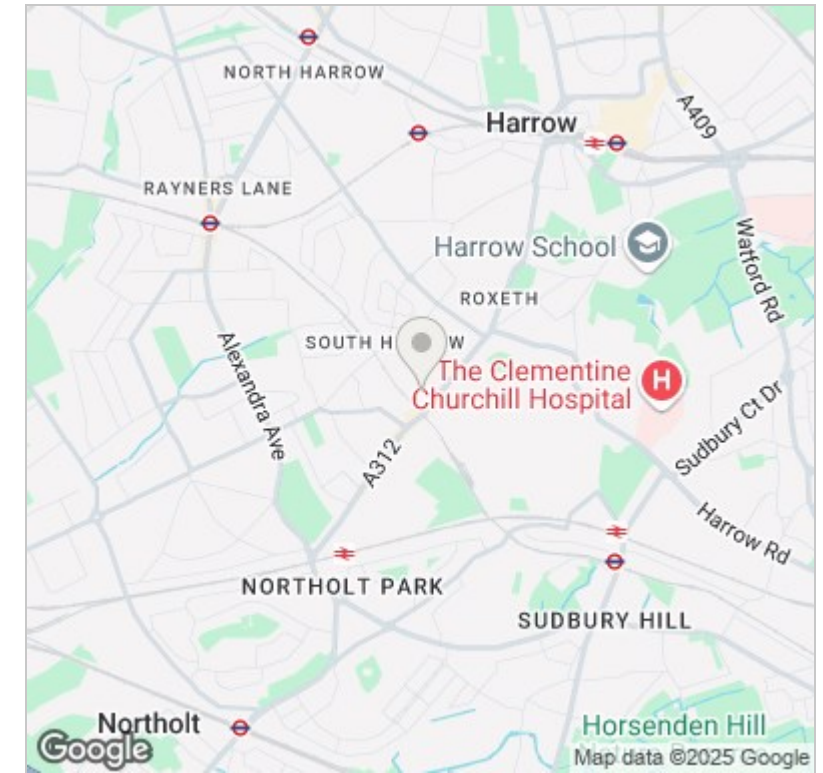 NORTH HARROW
Harrow
A409
RAYNERS LANE
Harrow School
Watford Rd
ROXETH
SOUTH H W
Alexandra Ave
The Clementine
Churchill Hospital
H
Sudbury Ct Dr
A312
Harrow Rd
NORTHOLT PARK
SUDBURY HILL
Northolt
Horsenden Hill
Google
Map data ©2025 Google